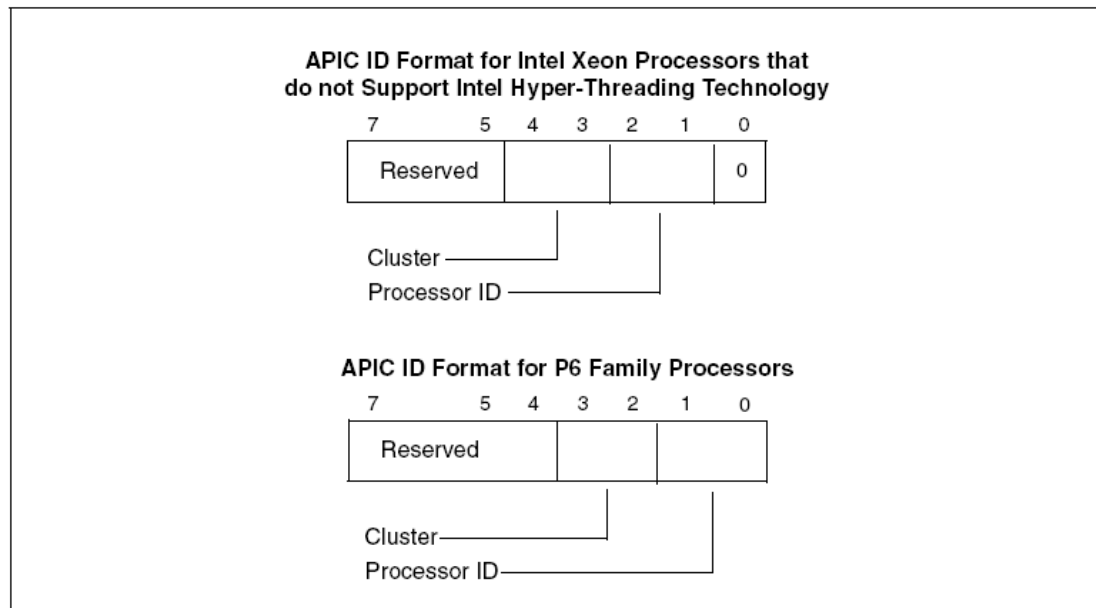 APIC ID Format for Intel Xeon Processors that
do not Support Intel Hyper-Threading Technology
7 5 4 3 2 1 0
Reserved 0
Cluster
Processor ID
APIC ID Format for P6 Family Processors
7 5 4 3 2 1 0
Reserved
Cluster
Processor ID